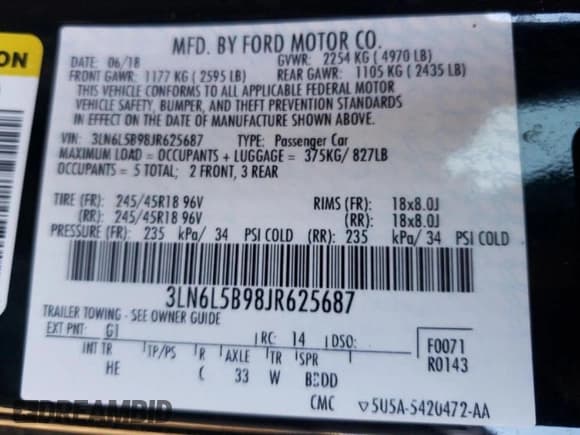 ON
MFD. BY FORD MOTOR CO.
DATE: 06/18 GVWR: 2254 KG ( 4970 LB)
FRONT GAWR: 1177 KG ( 2595 LB) REAR GAWR: 1105 KG ( 2435 LB)
THIS VEHICLE CONFORMS TO ALL APPLICABLE FEDERAL MOTOR
VEHICLE SAFETY, BUMPER, AND THEFT PREVENTION STANDARDS
IN EFFECT ON THE DATE OF MANUFACTURE SHOWN ABOVE.
VIN: 3LN6L5B98JR625687 TYPE: Passenger Car
MAXIMUM LOAD = OCCUPANTS + LUGGAGE = 375KG/ 827LB
OCCUPANTS = 5 TOTAL; 2 FRONT, 3 REAR
TIRE (FR): 245/45R18 96V RIMS (FR): 18x8.0J
(RR): 245/45R18 96V (RR): 18x8.0J
PRESSURE (FR): 235 kPa/ 34 PSI COLD (RR): 235 kPa/ 34 PSI COLD
3LN6L5B98JR625687
TRAILER TOWING - SEE OWNER GUIDE
EXT PNT: G1 RC: 14 DSO: F0071
INT TR TP/PS R AXLE TR SPR R0143
HE C 33 W BDD
CMC ▽5U5A-5420472-AA
DREAMBID